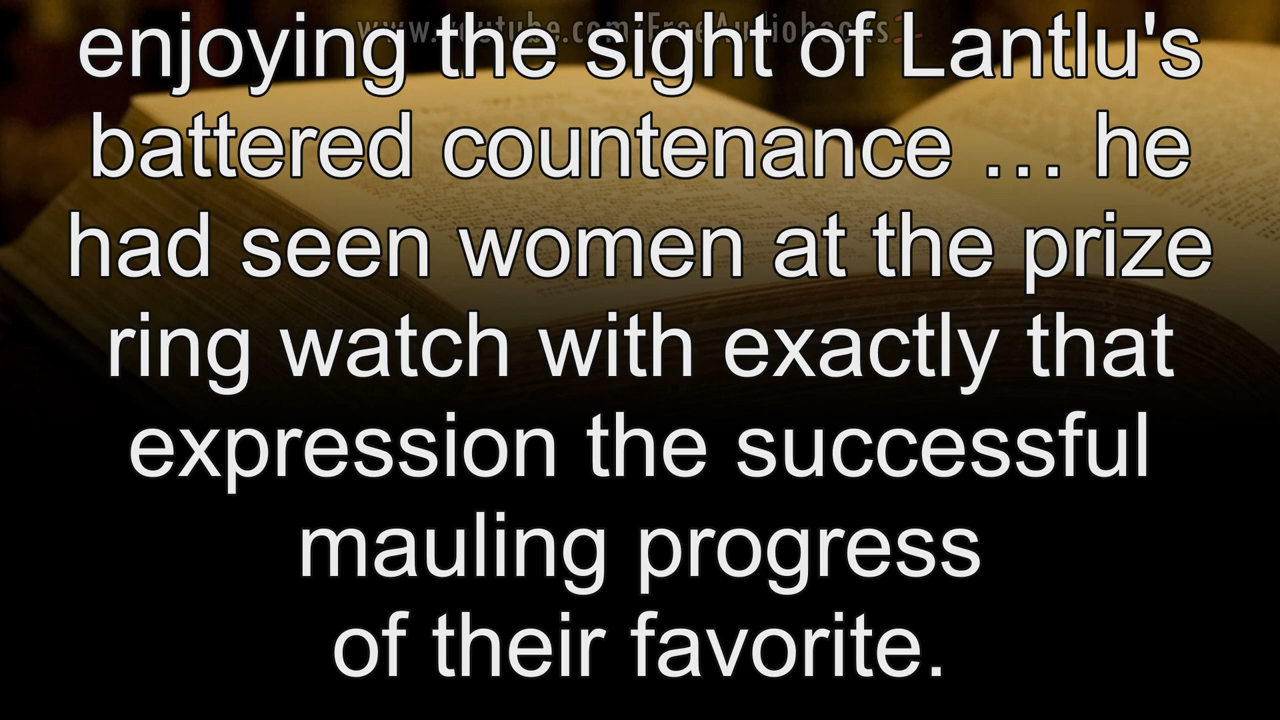 www.youtube.com/FreeAudiobooks
enjoying the sight of Lantlu's
battered countenance … he
had seen women at the prize
ring watch with exactly that
expression the successful
mauling progress
of their favorite.